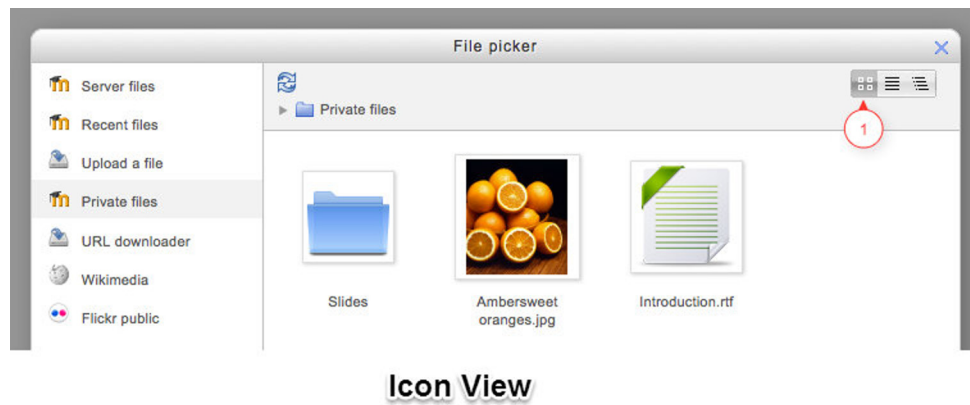 File picker
Server files
Recent files
Upload a file
Private files
URL downloader
Wikimedia
Flickr public
Private files
1
Slides
Ambersweet
oranges.jpg
Introduction.rtf
Icon View